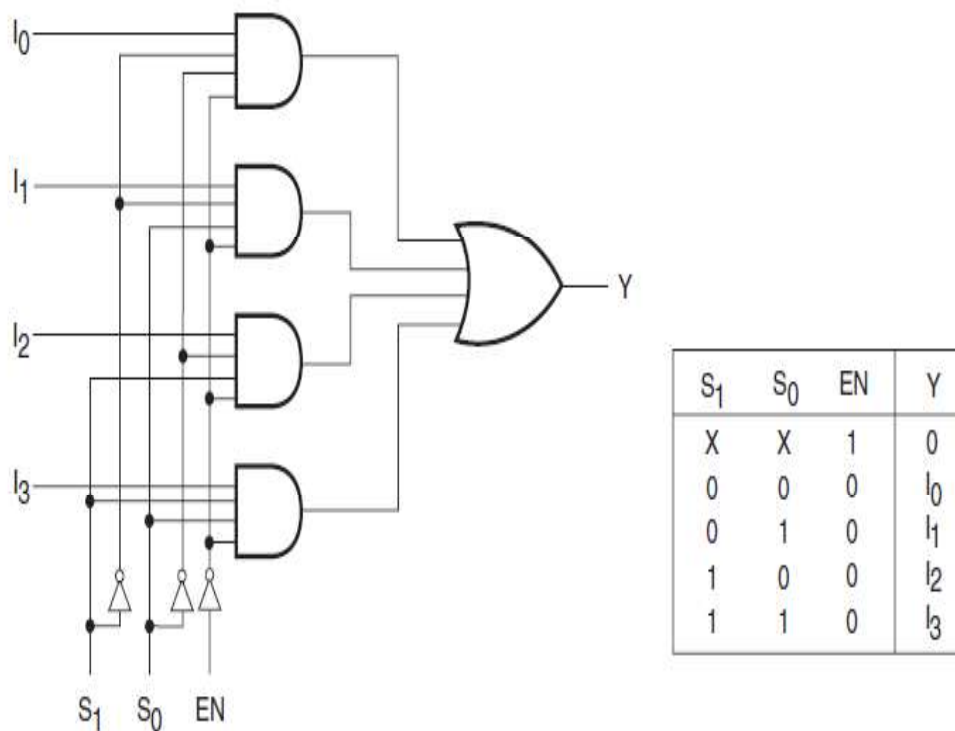 I0
I1
I2
I3
Y
S1 S0 EN
S1 S0 EN Y
X X 1 0
0 0 0 I0
0 1 0 I1
1 0 0 I2
1 1 0 I3